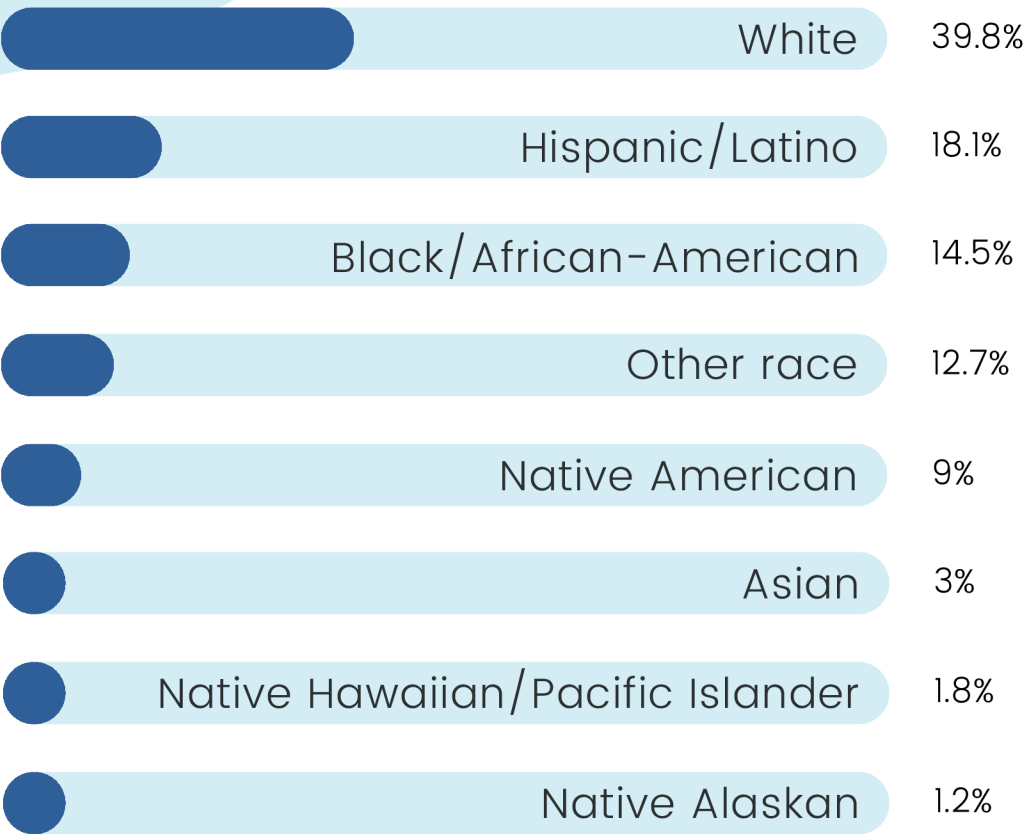 White 39.8%
Hispanic/Latino 18.1%
Black/African-American 14.5%
Other race 12.7%
Native American 9%
Asian 3%
Native Hawaiian/Pacific Islander 1.8%
Native Alaskan 1.2%